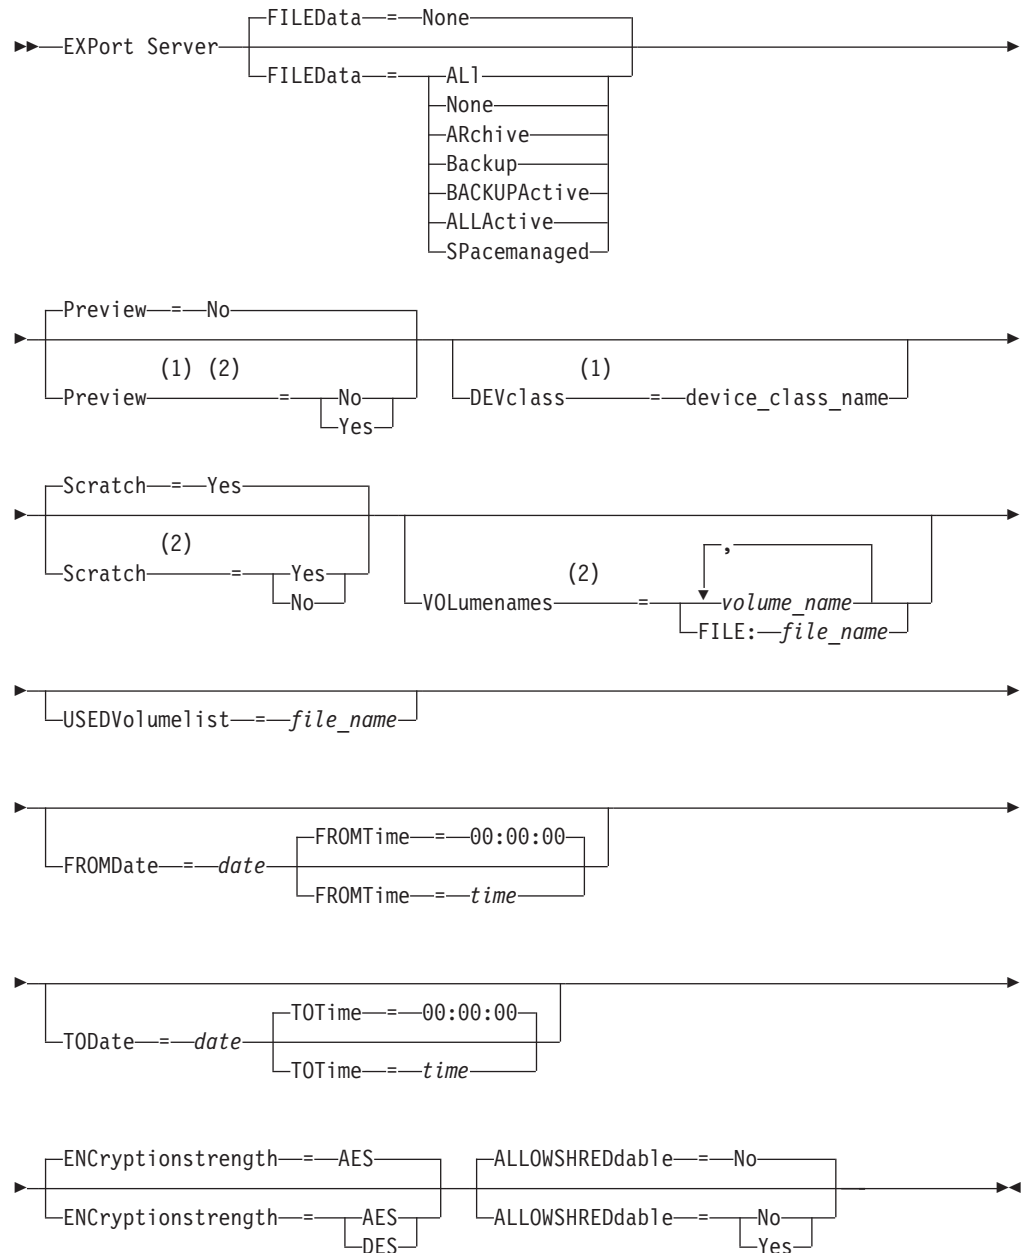 FILEData = None
EXPort Server
FILEData = ALl
None
ARchive
Backup
BACKUPActive
ALLActive
SPacemanaged
Preview = No
(1) (2)
Preview = No
Yes
(1)
DEVclass = device_class_name
Scratch = Yes
(2)
Scratch = Yes
No
,
(2)
VOLumenames = volume_name
FILE: file_name
USEDVolumelist = file_name
FROMTime = 00:00:00
FROMDate = date
FROMTime = time
TOTime = 00:00:00
TODate = date
TOTime = time
ENCryptionstrength = AES
ENCryptionstrength = AES
DES
ALLOWSHREDdable = No
ALLOWSHREDdable = No
Yes